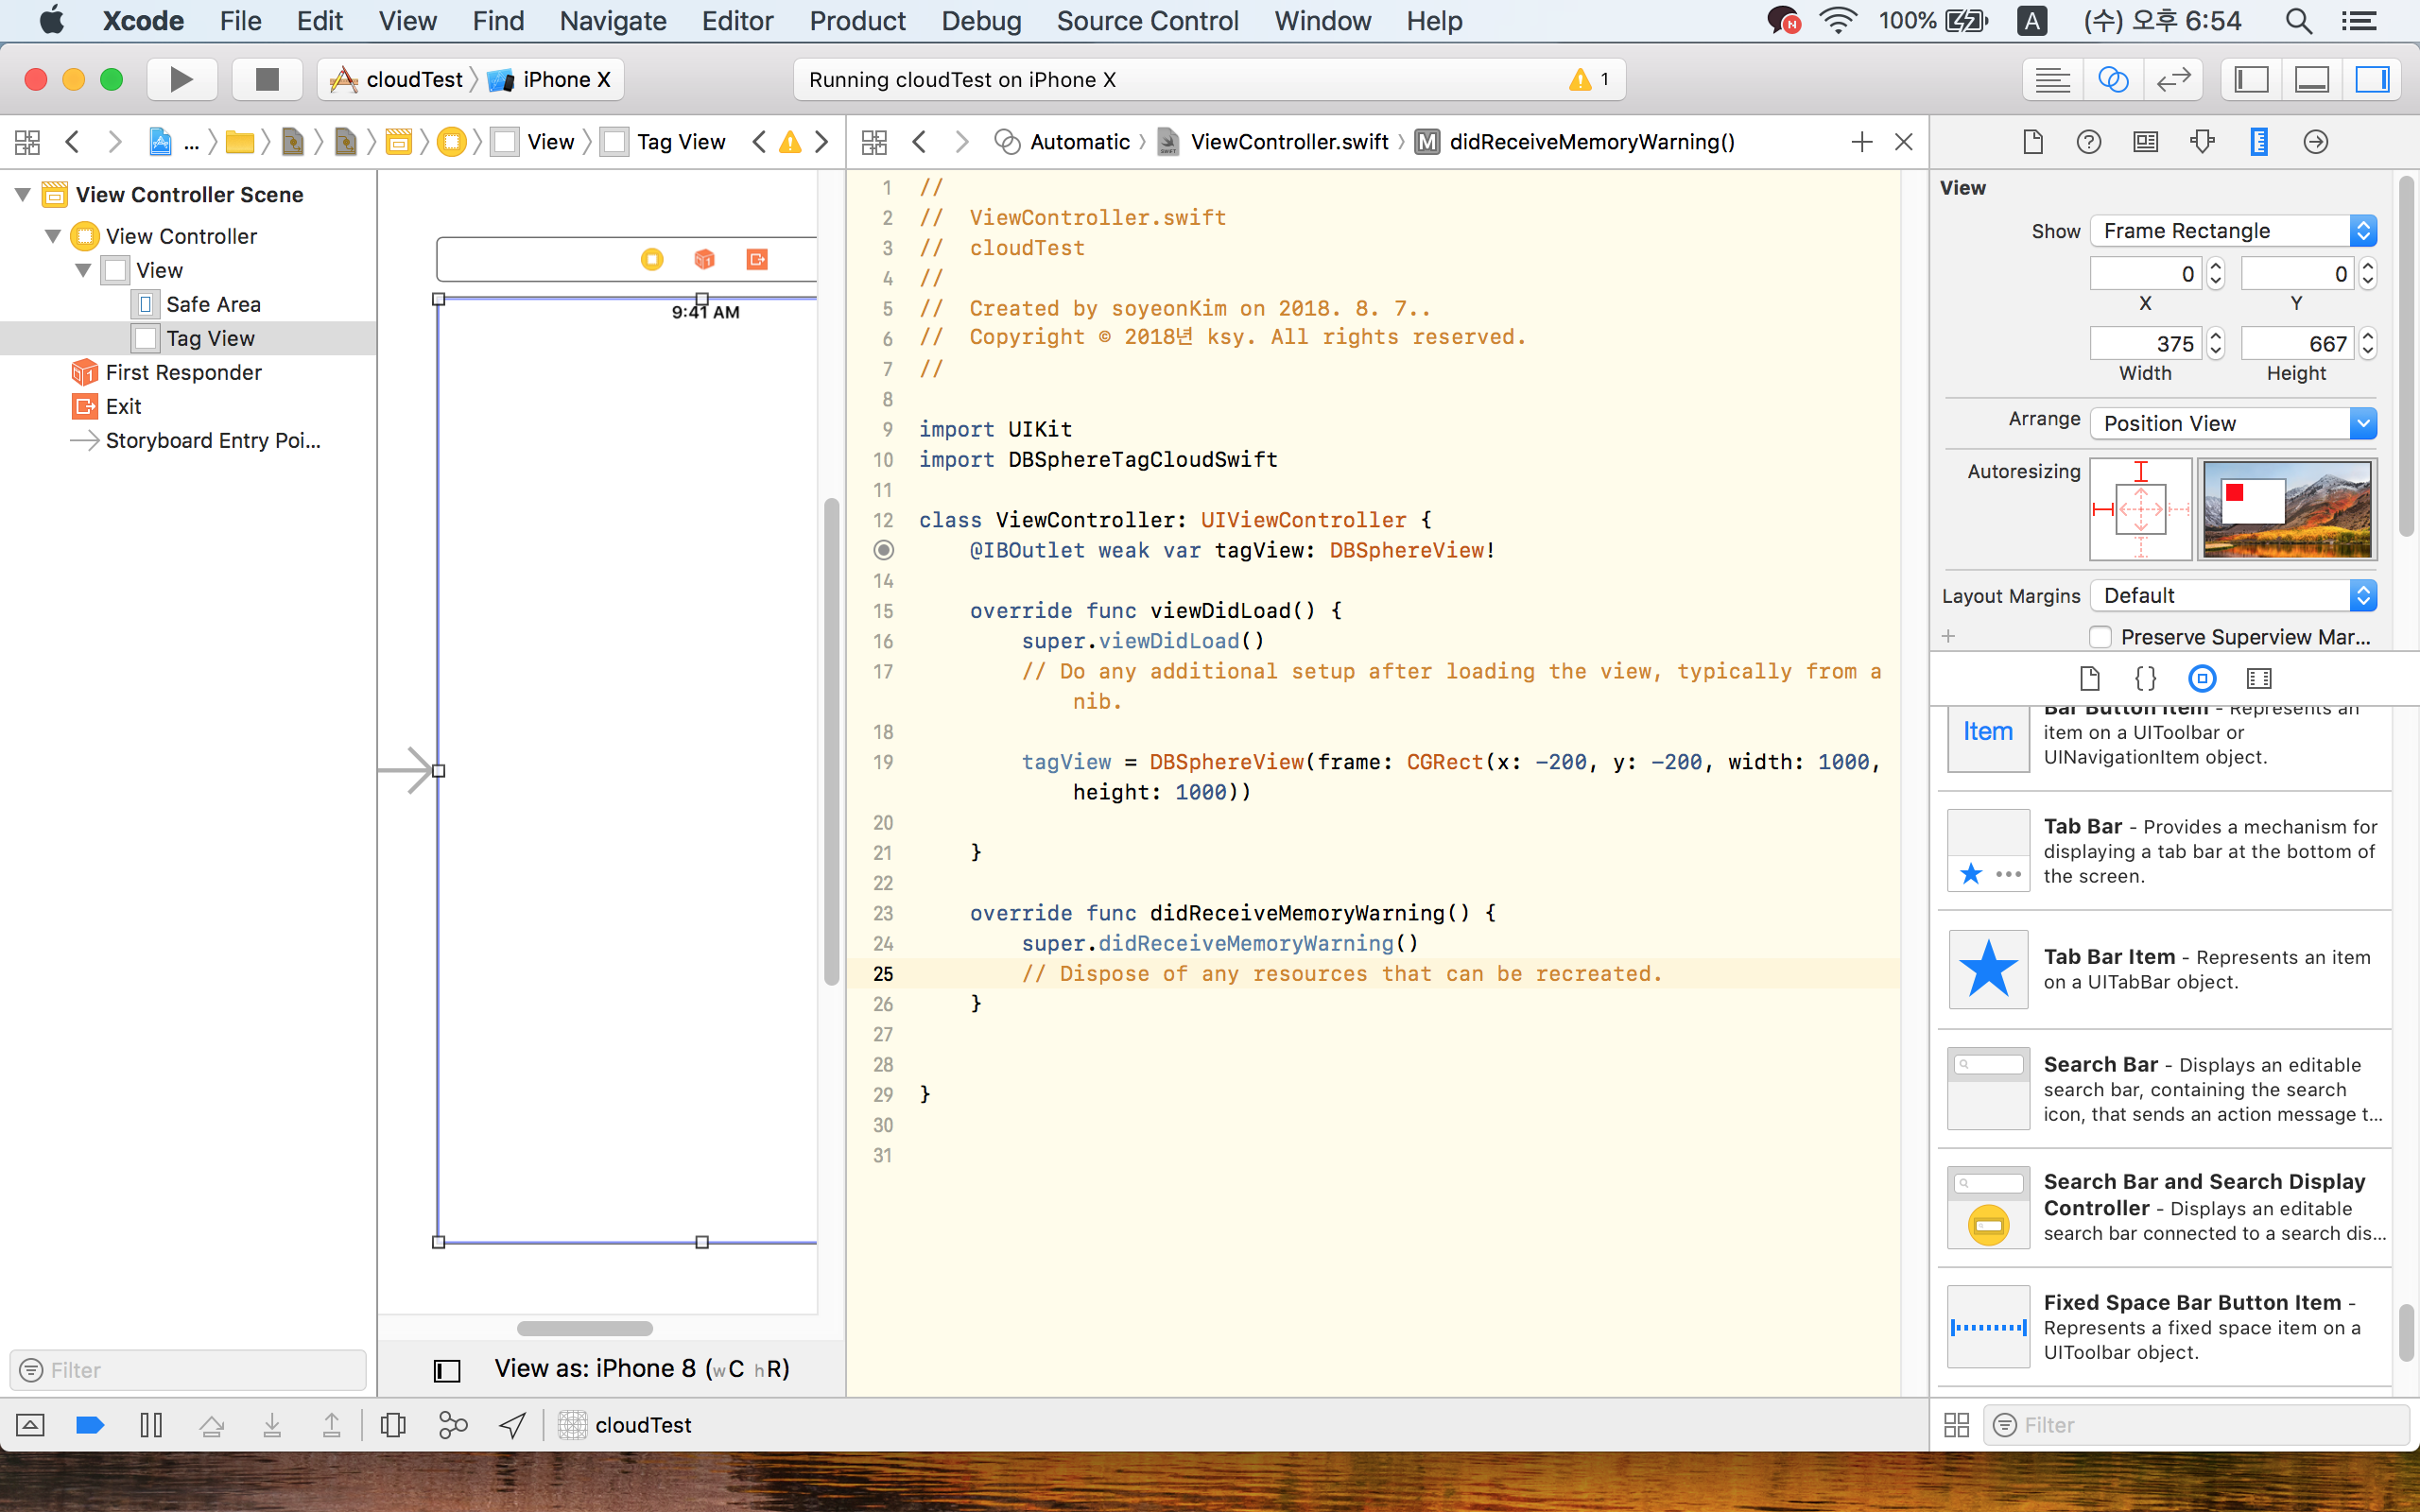 Xcode File Edit View Find Navigate Editor Product Debug Source Control Window Help N 100% A (수) 오후 6:54
cloudTest iPhone X Running cloudTest on iPhone X 1
... View Tag View Automatic ViewController.swift M didReceiveMemoryWarning()
View Controller Scene
View Controller
View
Safe Area
Tag View
First Responder
Exit
Storyboard Entry Poi...
Filter
9:41 AM
View as: iPhone 8 (wC hR)
1 //
2 //  ViewController.swift
3 //  cloudTest
4 //
5 //  Created by soyeonKim on 2018. 8. 7..
6 //  Copyright © 2018년 ksy. All rights reserved.
7 //
8
9 import UIKit
10 import DBSphereTagCloudSwift
11
12 class ViewController: UIViewController {
@IBOutlet weak var tagView: DBSphereView!
14
15 override func viewDidLoad() {
16 super.viewDidLoad()
17 // Do any additional setup after loading the view, typically from a
nib.
18
19 tagView = DBSphereView(frame: CGRect(x: -200, y: -200, width: 1000,
height: 1000))
20
21 }
22
23 override func didReceiveMemoryWarning() {
24 super.didReceiveMemoryWarning()
25 // Dispose of any resources that can be recreated.
26 }
27
28
29 }
30
31
View
Show Frame Rectangle
0 0
X Y
375 667
Width Height
Arrange Position View
Autoresizing
Layout Margins Default
Preserve Superview Mar...
{}
Item
Bar Button Item - Represents an
item on a UIToolbar or
UINavigationItem object.
Tab Bar - Provides a mechanism for
displaying a tab bar at the bottom of
the screen.
Tab Bar Item - Represents an item
on a UITabBar object.
Search Bar - Displays an editable
search bar, containing the search
icon, that sends an action message t...
Search Bar and Search Display
Controller - Displays an editable
search bar connected to a search dis...
Fixed Space Bar Button Item -
Represents a fixed space item on a
UIToolbar object.
cloudTest
Filter